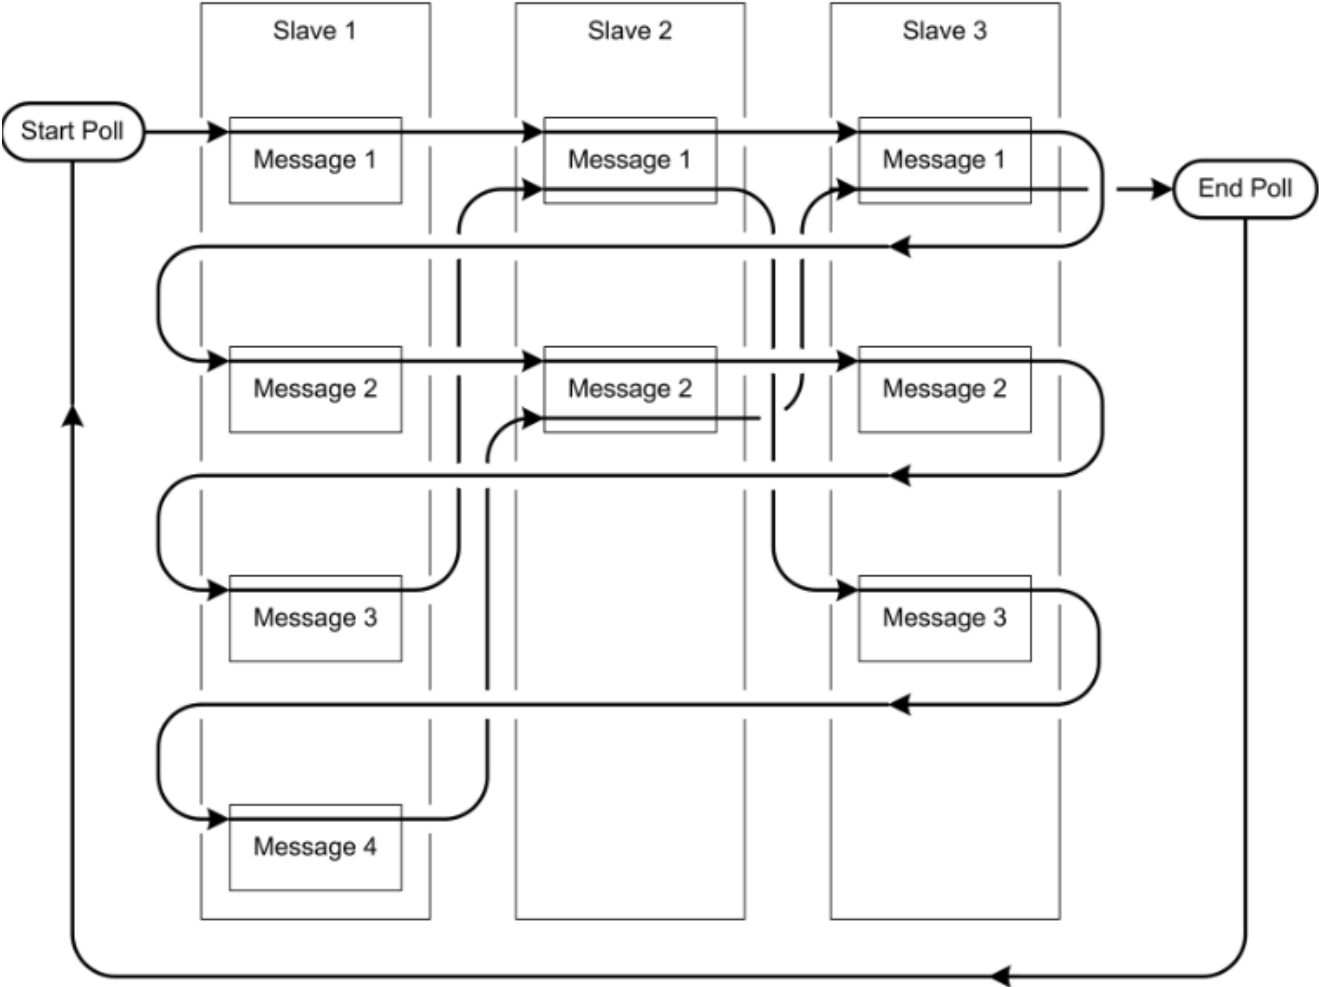 Slave 1
Slave 2
Slave 3
Start Poll
Message 1
Message 1
Message 1
End Poll
Message 2
Message 2
Message 2
Message 3
Message 3
Message 4